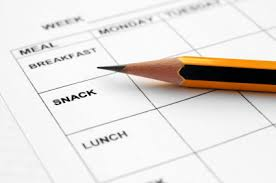 WEEK
MEAL MONDAY TUESDAY
BREAKFAST
SNACK
LUNCH